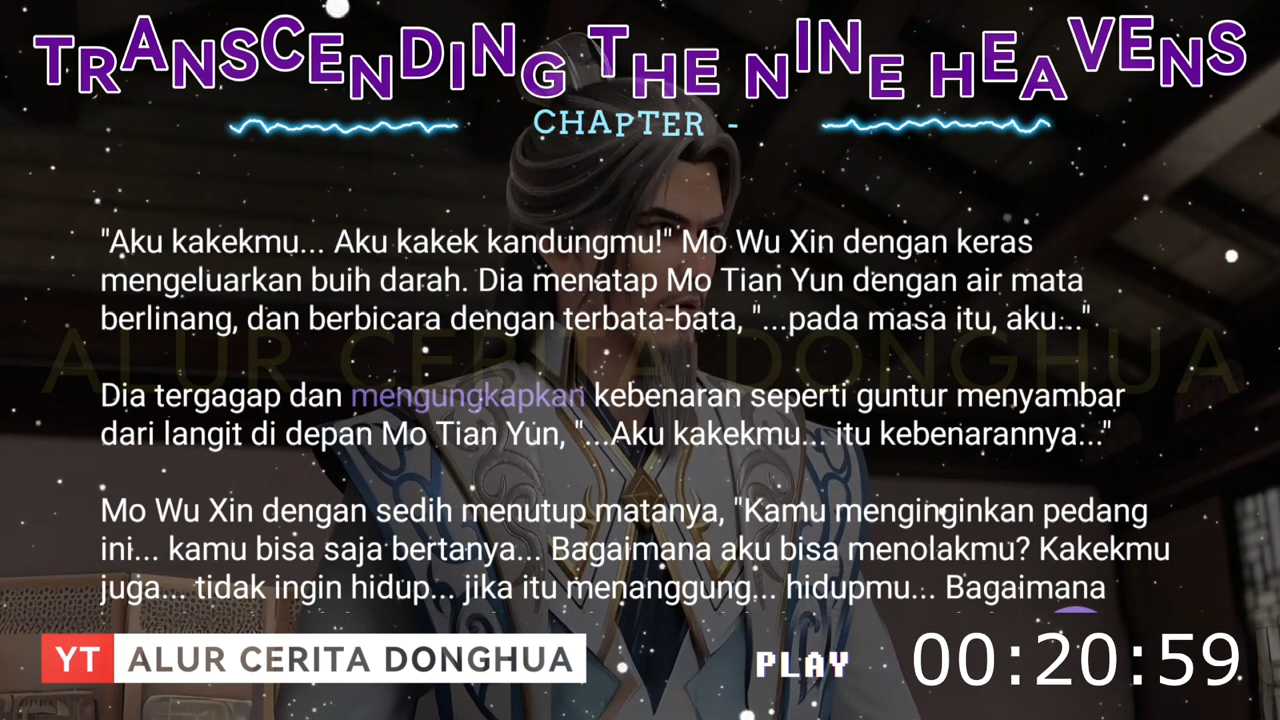 TRANSCENDING THE NINE HEAVENS
CHAPTER -
"Aku kakekmu... Aku kakek kandungmu!" Mo Wu Xin dengan keras
mengeluarkan buih darah. Dia menatap Mo Tian Yun dengan air mata
berlinang, dan berbicara dengan terbata-bata, "...pada masa itu, aku..."
ALUR CERITA DONGHUA
Dia tergagap dan mengungkapkan kebenaran seperti guntur menyambar
dari langit di depan Mo Tian Yun, "...Aku kakekmu... itu kebenarannya..."
Mo Wu Xin dengan sedih menutup matanya, "Kamu menginginkan pedang
ini... kamu bisa saja bertanya... Bagaimana aku bisa menolakmu? Kakekmu
juga... tidak ingin hidup... jika itu menanggung... hidupmu... Bagaimana
YT ALUR CERITA DONGHUA
PLAY 00:20:59